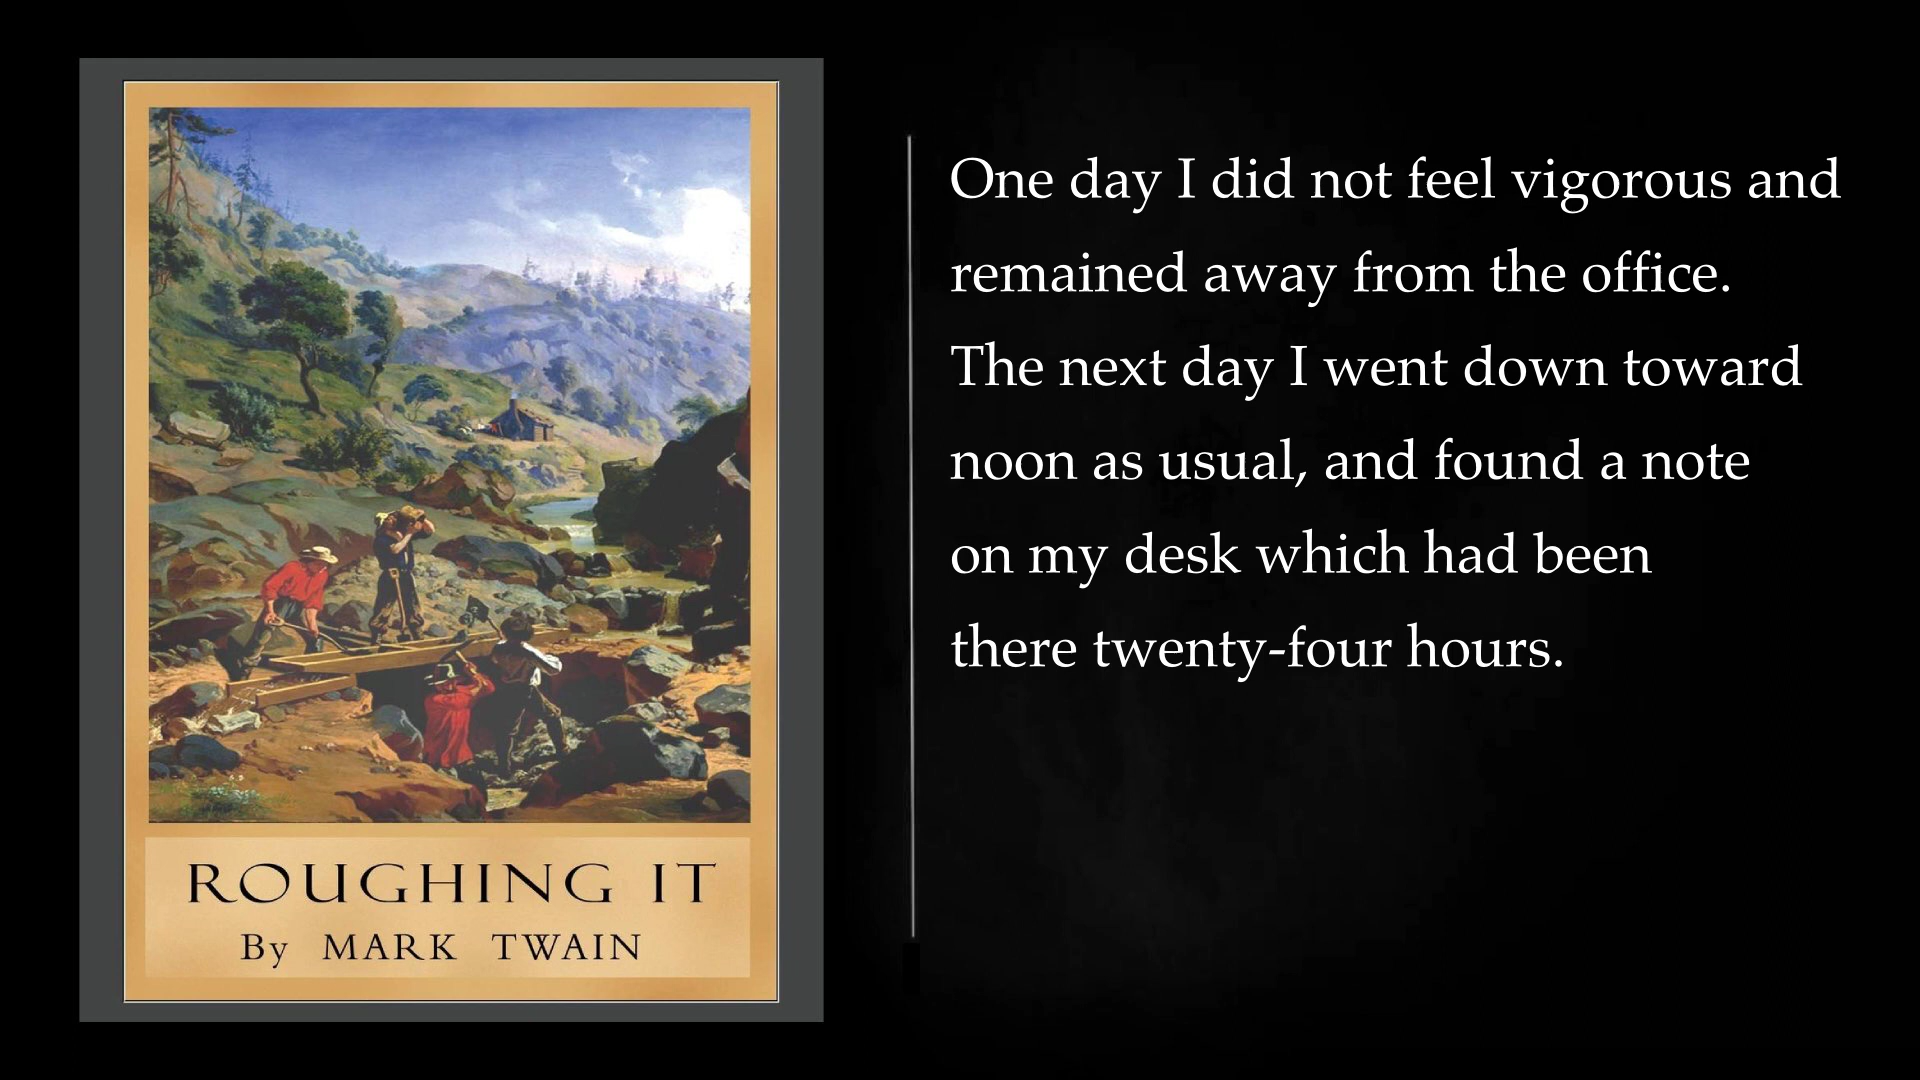 ROUGHING IT
By MARK TWAIN
One day I did not feel vigorous and
remained away from the office.
The next day I went down toward
noon as usual, and found a note
on my desk which had been
there twenty-four hours.